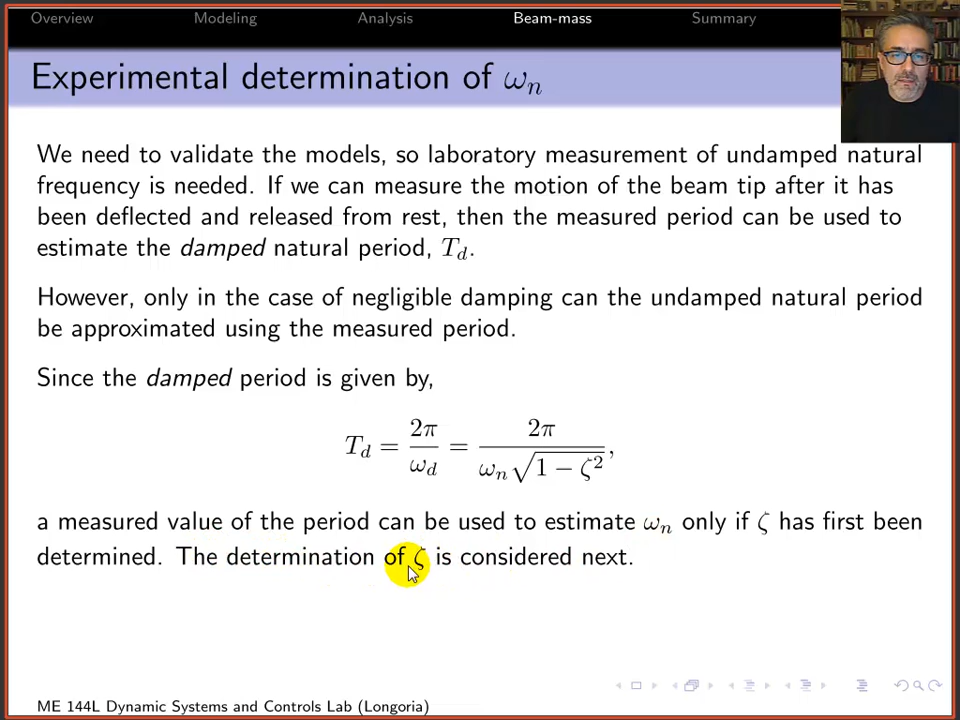 Overview Modeling Analysis Beam-mass Summary
Experimental determination of ωₙ
We need to validate the models, so laboratory measurement of undamped natural
frequency is needed. If we can measure the motion of the beam tip after it has
been deflected and released from rest, then the measured period can be used to
estimate the damped natural period, T_d.
However, only in the case of negligible damping can the undamped natural period
be approximated using the measured period.
Since the damped period is given by,
T_d = 2π/ω_d = 2π/(ωₙ√(1 − ζ²)),
a measured value of the period can be used to estimate ωₙ only if ζ has first been
determined. The determination of ζ is considered next.
ME 144L Dynamic Systems and Controls Lab (Longoria)